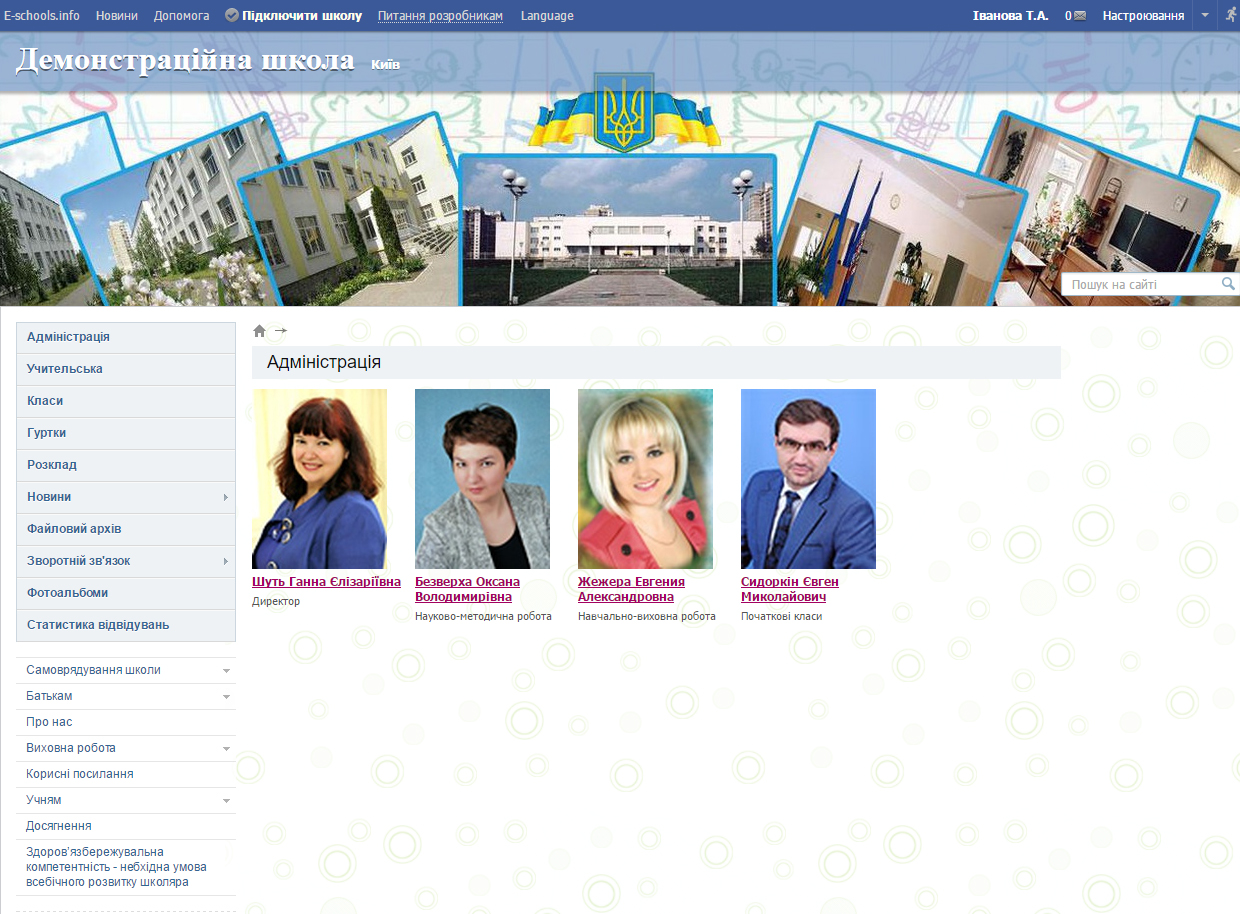 E-schools.info Новини Допомога Підключити школу Питання розробникам Language Іванова Т.А. 0 Настроювання
Демонстраційна школа Київ
Пошук на сайті
Адміністрація
Учительська
Класи
Гуртки
Розклад
Новини
Файловий архів
Зворотній зв'язок
Фотоальбоми
Статистика відвідувань
Самоврядування школи
Батькам
Про нас
Виховна робота
Корисні посилання
Учням
Досягнення
Здоров'язбережувальна
компетентність - небхідна умова
всебічного розвитку школяра
→
Адміністрація
Шуть Ганна Єлізаріївна
Директор
Безверха Оксана
Володимирівна
Науково-методична робота
Жежера Евгения
Александровна
Навчально-виховна робота
Сидоркін Євген
Миколайович
Початкові класи